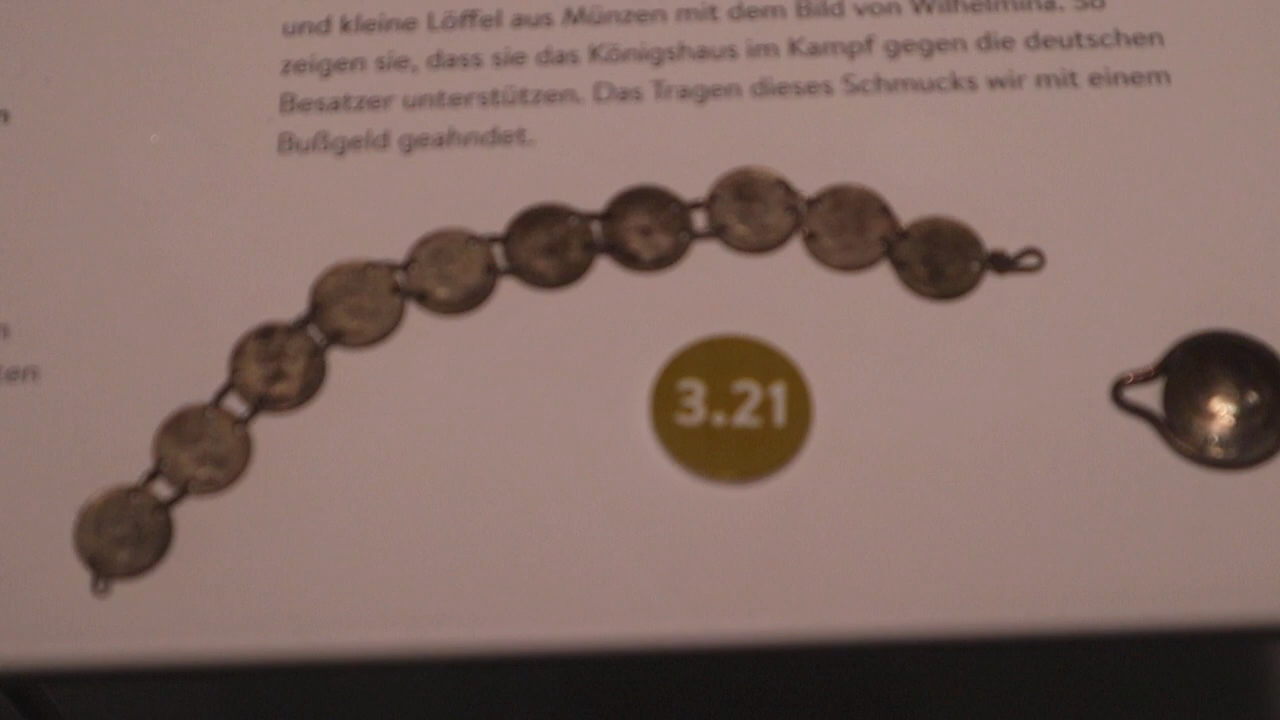 und kleine Löffel aus Münzen mit dem Bild von Wilhelmina. So
zeigen sie, dass sie das Königshaus im Kampf gegen die deutschen
Besatzer unterstützen. Das Tragen dieses Schmucks wir mit einem
Bußgeld geahndet.
3.21